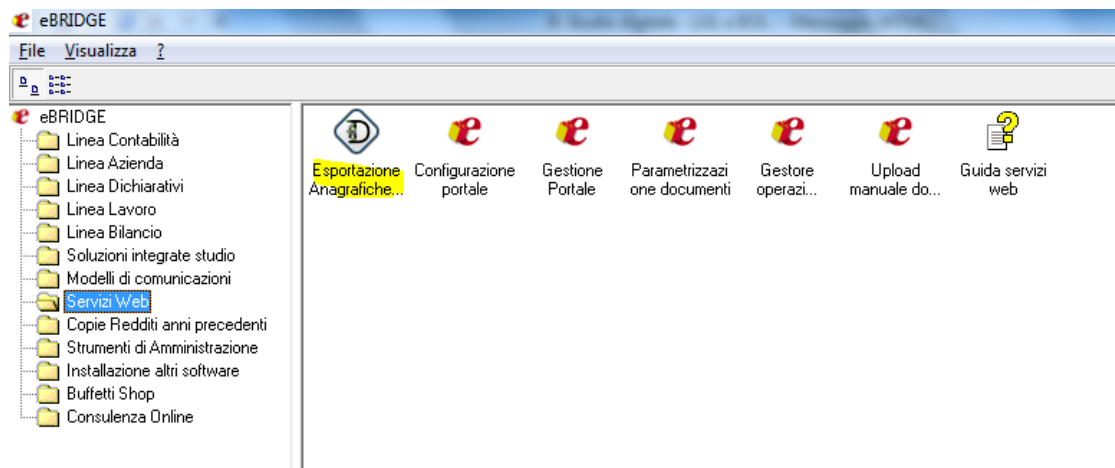 eBRIDGE
File Visualizza ?
eBRIDGE
Linea Contabilità
Linea Azienda
Linea Dichiarativi
Linea Lavoro
Linea Bilancio
Soluzioni integrate studio
Modelli di comunicazioni
Servizi Web
Copie Redditi anni precedenti
Strumenti di Amministrazione
Installazione altri software
Buffetti Shop
Consulenza Online
Esportazione
Anagrafiche...
Configurazione
portale
Gestione
Portale
Parametrizzazi
one documenti
Gestore
operazi...
Upload
manuale do...
Guida servizi
web